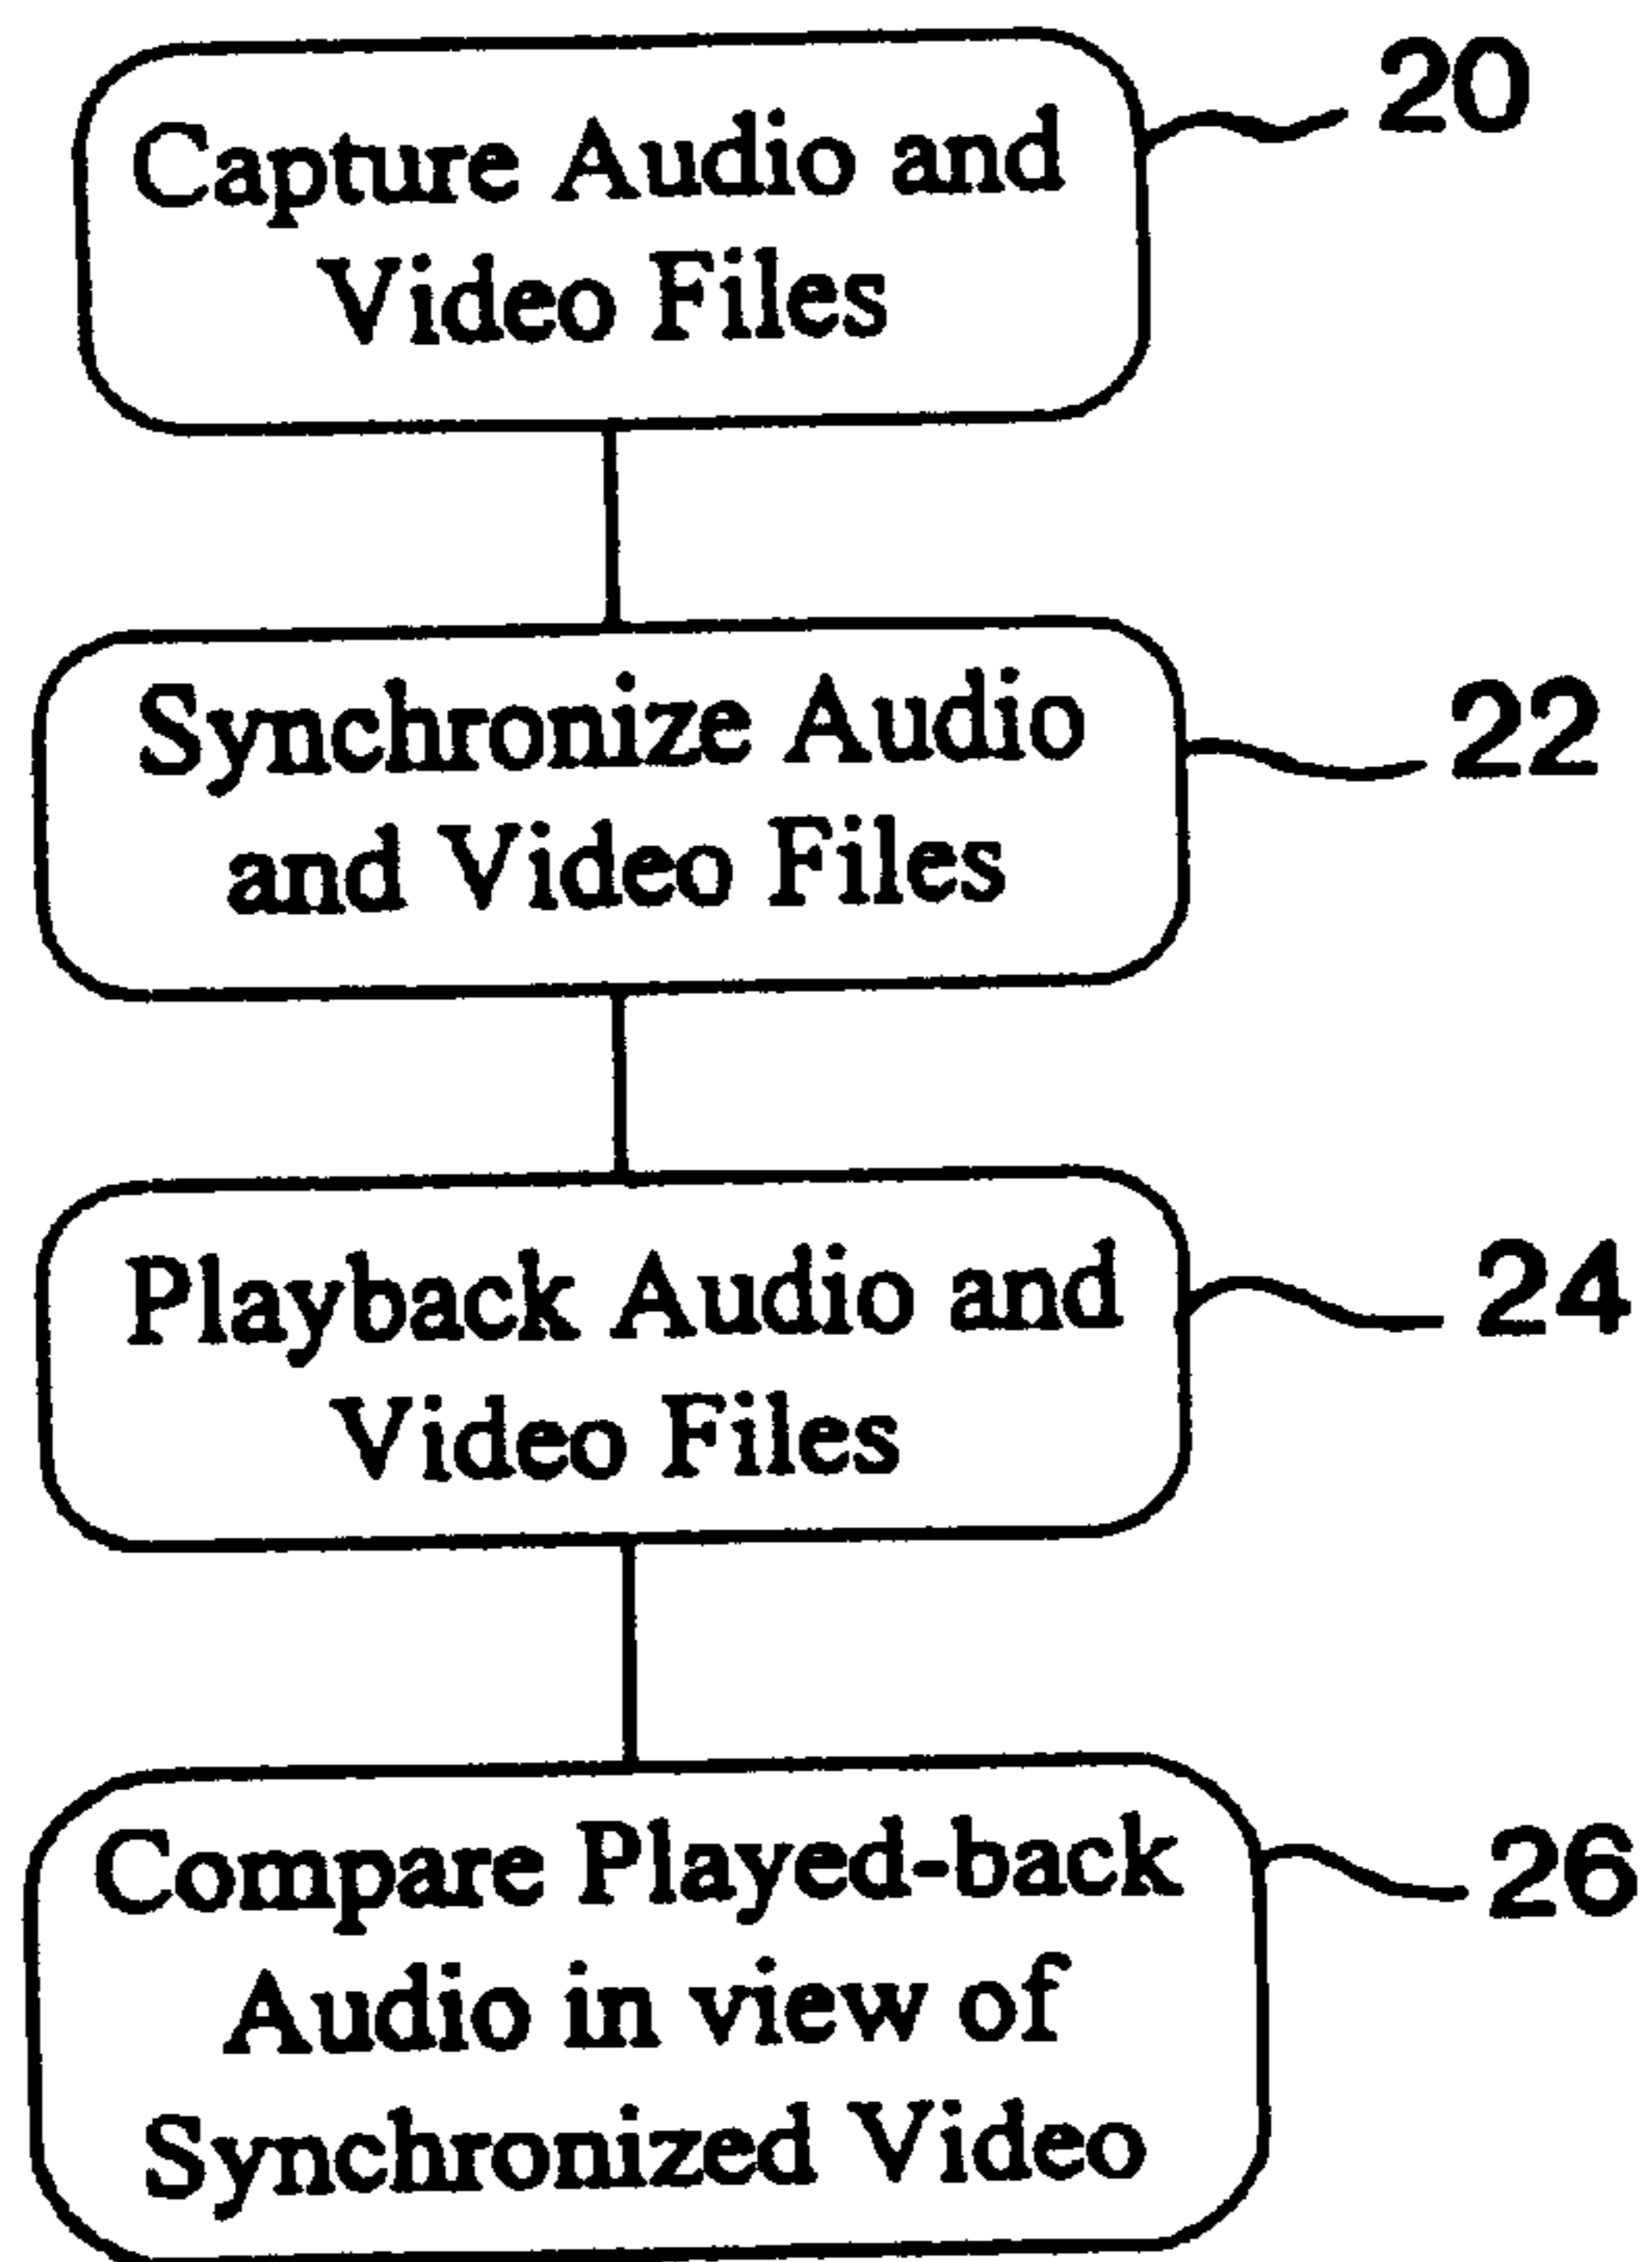 Capture Audio and
Video Files
20
Synchronize Audio
and Video Files
22
Playback Audio and
Video Files
24
Compare Played-back
Audio in view of
Synchronized Video
26